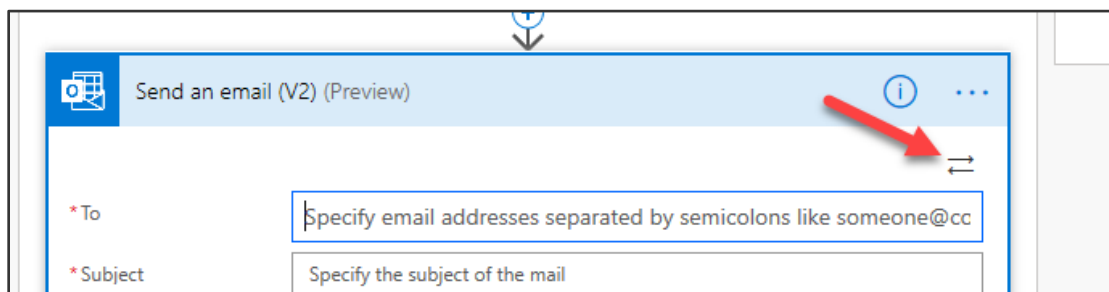 Send an email (V2) (Preview)
* To
Specify email addresses separated by semicolons like someone@cc
* Subject
Specify the subject of the mail